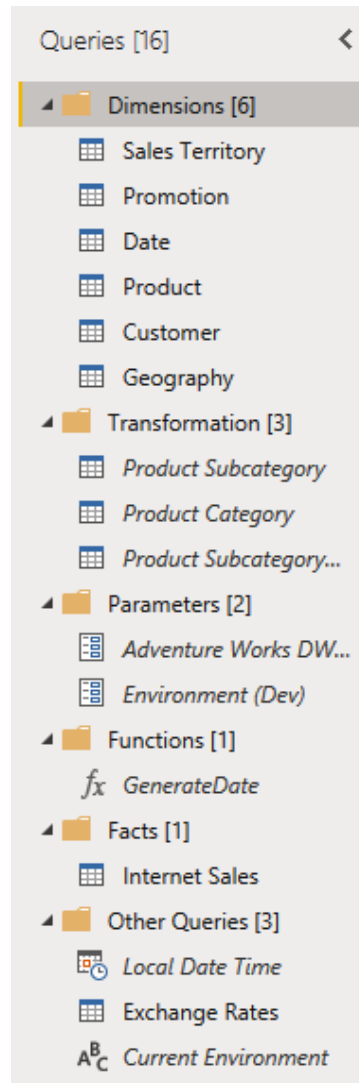 Queries [16]
Dimensions [6]
Sales Territory
Promotion
Date
Product
Customer
Geography
Transformation [3]
Product Subcategory
Product Category
Product Subcategory...
Parameters [2]
Adventure Works DW...
Environment (Dev)
Functions [1]
fx GenerateDate
Facts [1]
Internet Sales
Other Queries [3]
Local Date Time
Exchange Rates
ABC Current Environment